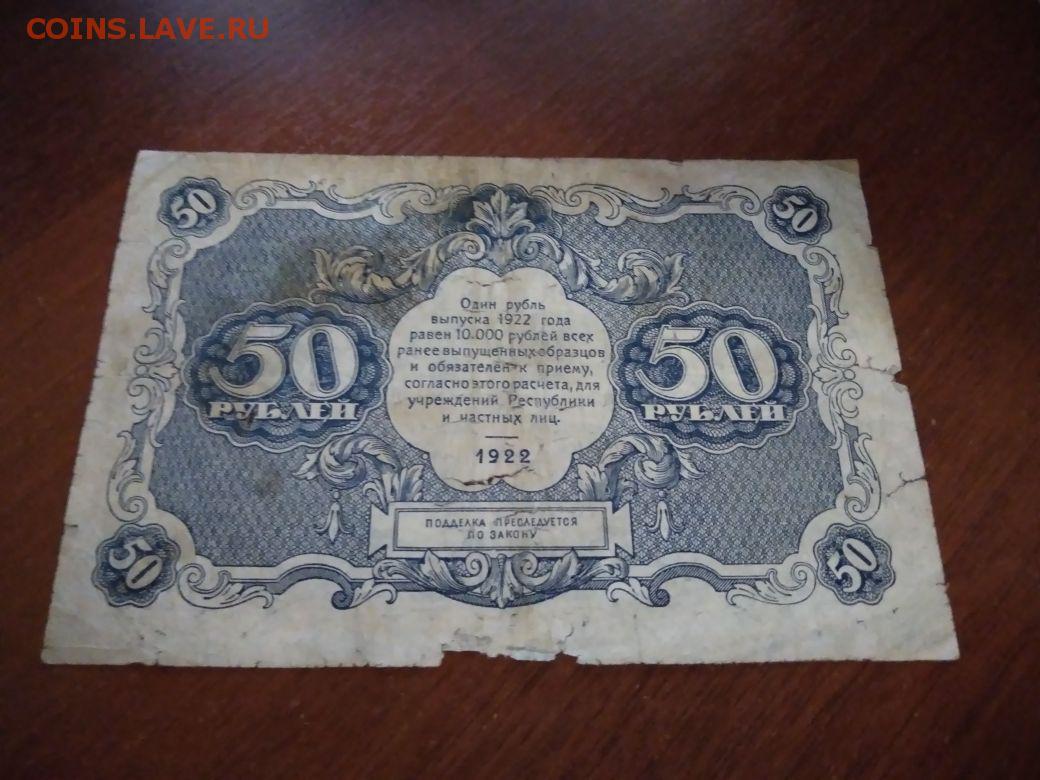 COINS.LAVE.RU
50
50
Один рубль
выпуска 1922 года
равен 10.000 рублей всех
ранее выпущенных образцов
и обязателен к приему,
согласно этого расчета, для
учреждений Республики
и частных лиц.
50
РУБЛЕЙ
50
РУБЛЕЙ
1922
ПОДДЕЛКА ПРЕСЛЕДУЕТСЯ
ПО ЗАКОНУ
50
50